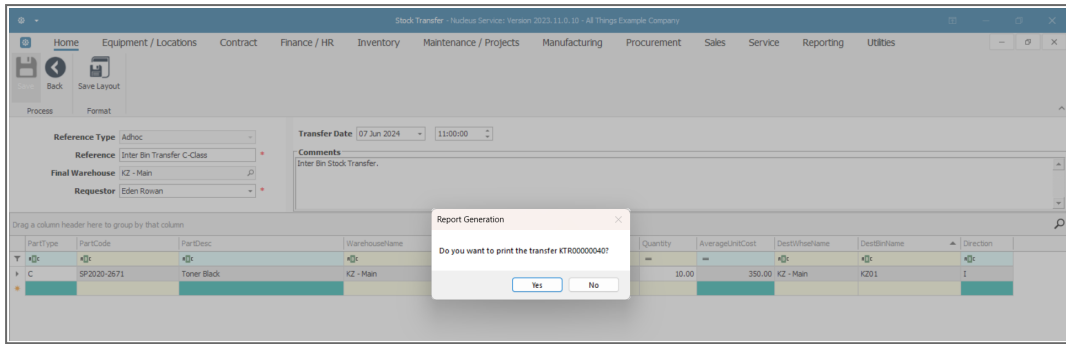 Stock Transfer - Nucleus Service: Version 2023.11.0.10 - All Things Example Company
Home Equipment / Locations Contract Finance / HR Inventory Maintenance / Projects Manufacturing Procurement Sales Service Reporting Utilities
Save Back Save Layout
Process Format
Reference Type Adhoc
Transfer Date 07 Jun 2024 11:00:00
Reference Inter Bin Transfer C-Class *
Comments
Inter Bin Stock Transfer.
Final Warehouse KZ - Main
Requestor Eden Rowan *
Drag a column header here to group by that column
Report Generation
Do you want to print the transfer KTR00000040?
Yes No
PartType PartCode PartDesc WarehouseName Quantity AverageUnitCost DestWhseName DestBinName Direction
C SP2020-2671 Toner Black KZ - Main 10.00 350.00 KZ - Main KZ01 I